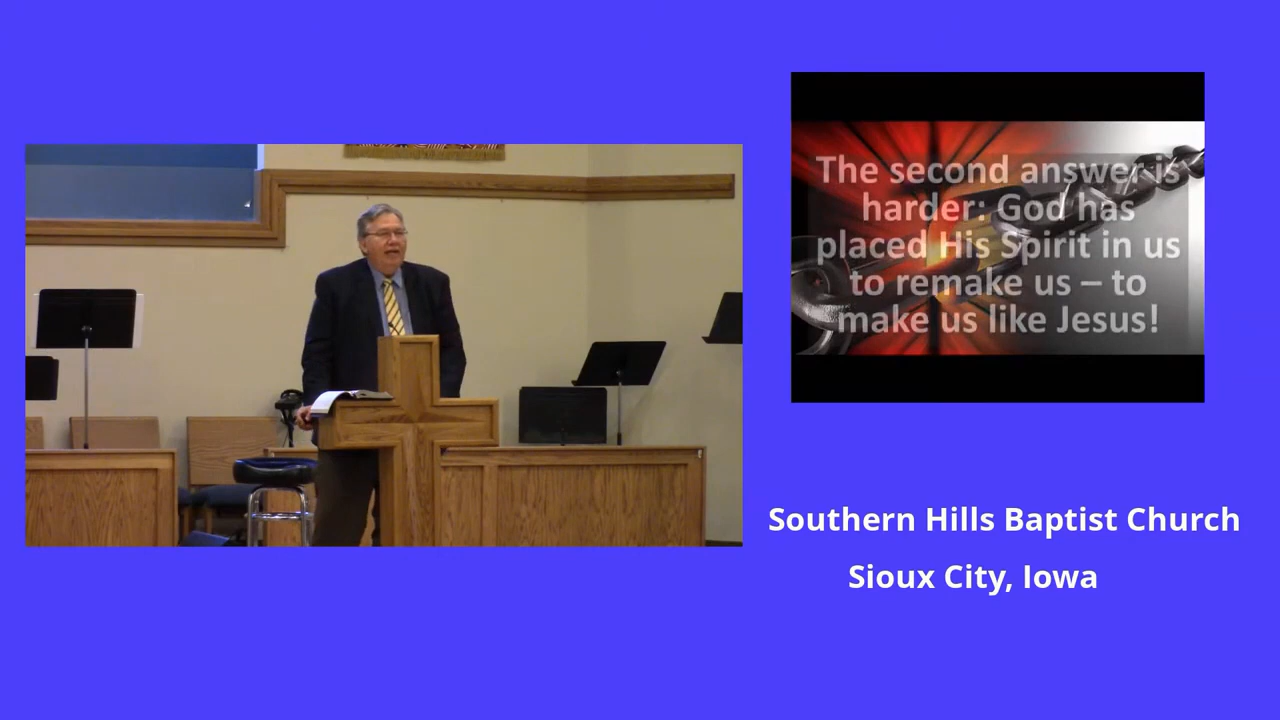 The second answer is
harder: God has
placed His Spirit in us
to remake us – to
make us like Jesus!
Southern Hills Baptist Church
Sioux City, Iowa